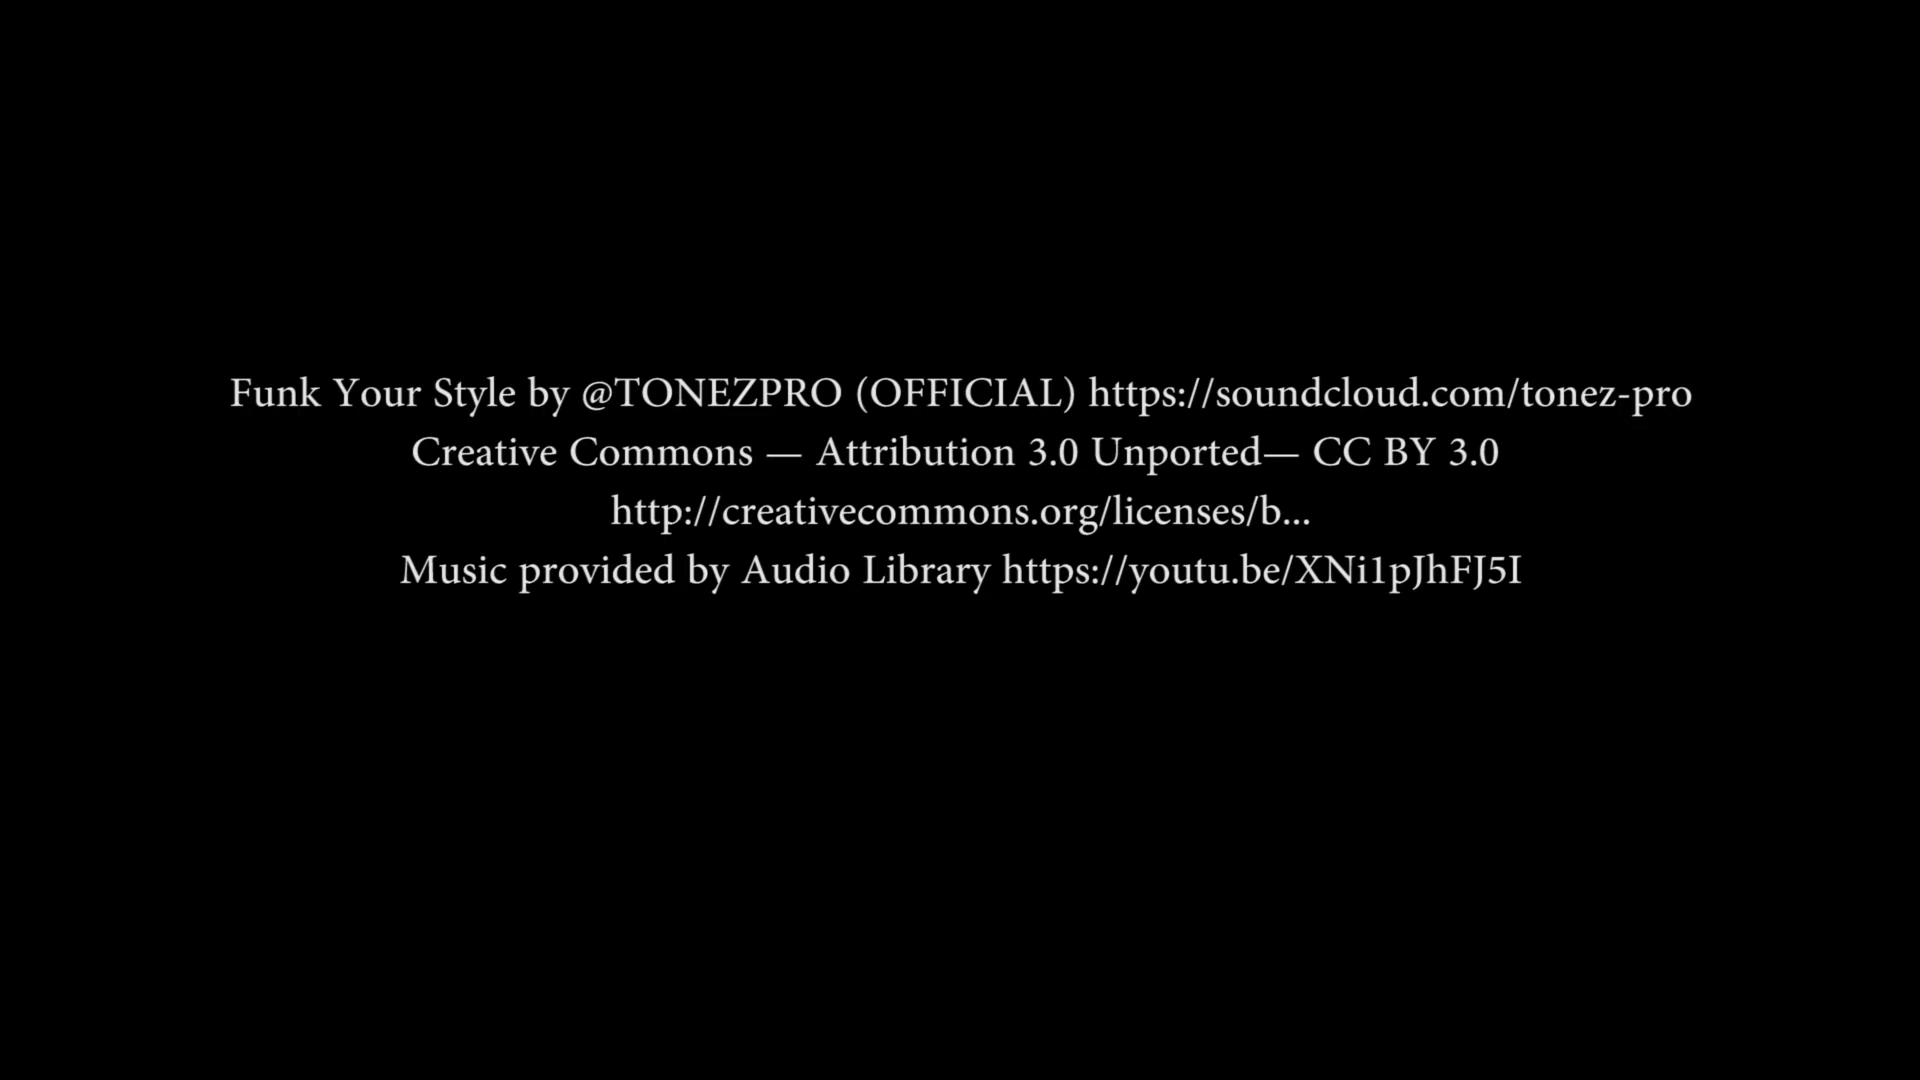 Funk Your Style by @TONEZPRO (OFFICIAL) https://soundcloud.com/tonez-pro
Creative Commons — Attribution 3.0 Unported— CC BY 3.0
http://creativecommons.org/licenses/b...
Music provided by Audio Library https://youtu.be/XNi1pJhFJ5I